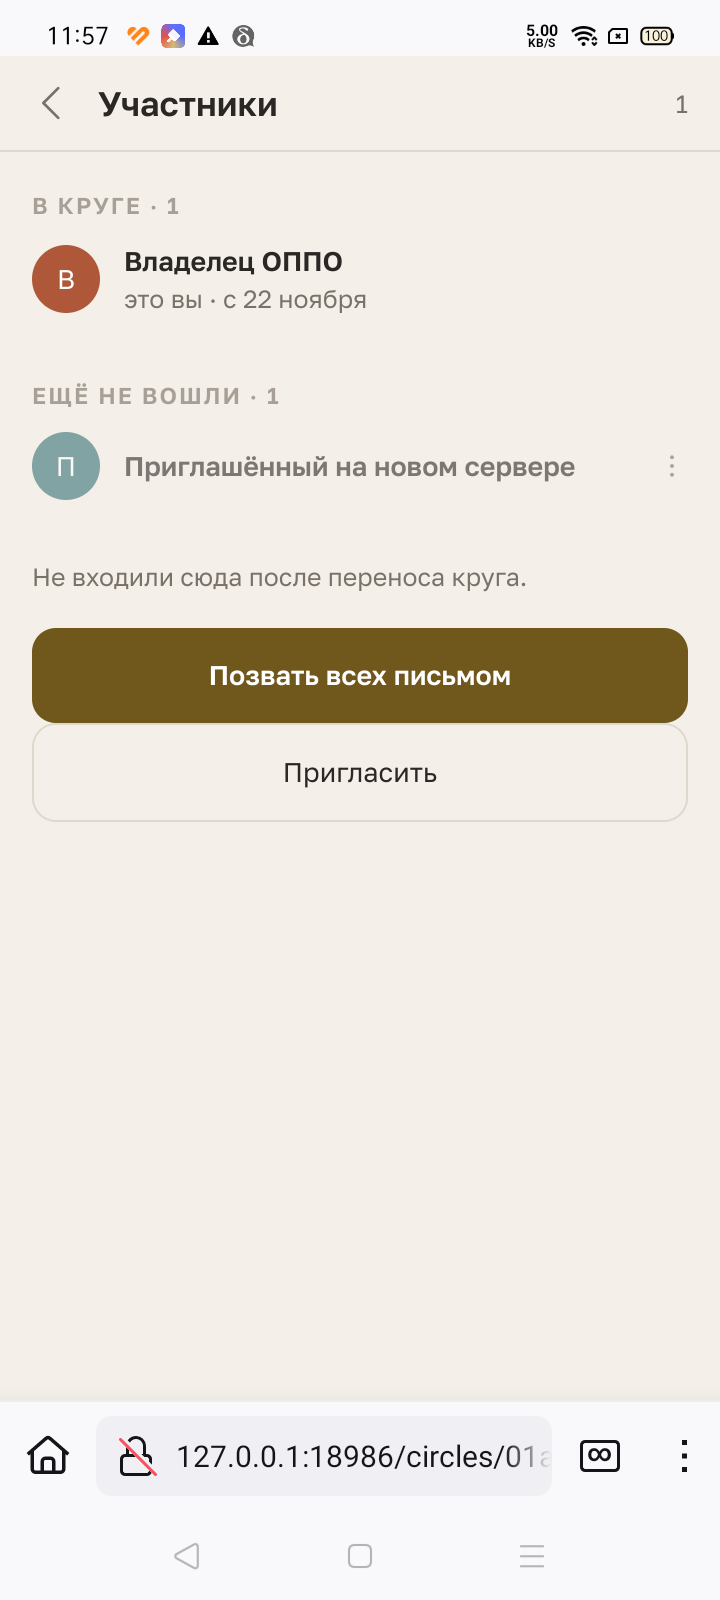 11:57
5.00
KB/S
100
Участники
1
В КРУГЕ · 1
В
Владелец ОППО
это вы · с 22 ноября
ЕЩЁ НЕ ВОШЛИ · 1
П
Приглашённый на новом сервере
Не входили сюда после переноса круга.
Позвать всех письмом
Пригласить
127.0.0.1:18986/circles/01a